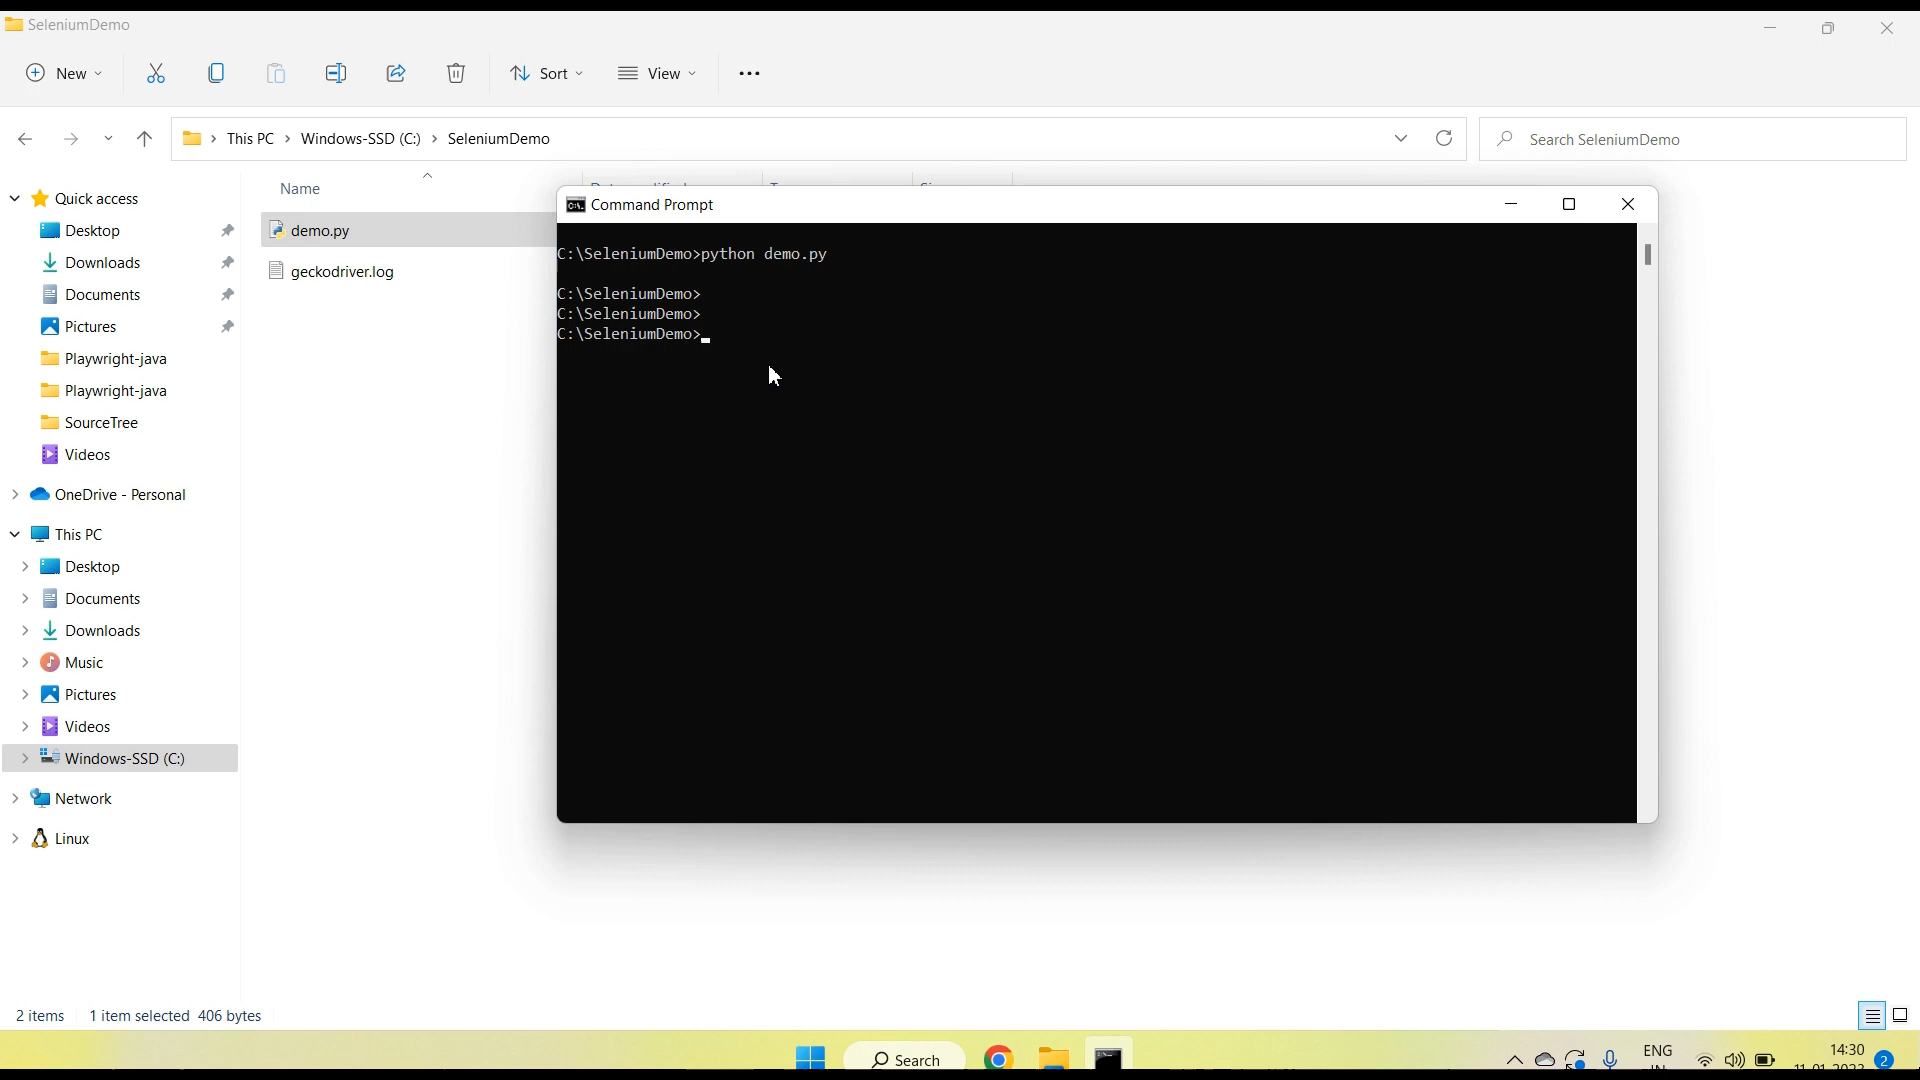 SeleniumDemo
New
Sort
View
This PC > Windows-SSD (C:) > SeleniumDemo
Search SeleniumDemo
Quick access
Desktop
Downloads
Documents
Pictures
Playwright-java
Playwright-java
SourceTree
Videos
OneDrive - Personal
This PC
Desktop
Documents
Downloads
Music
Pictures
Videos
Windows-SSD (C:)
Network
Linux
Name
demo.py
geckodriver.log
Command Prompt
C:\SeleniumDemo>python demo.py
C:\SeleniumDemo>
C:\SeleniumDemo>
C:\SeleniumDemo>
2 items 1 item selected 406 bytes
Search
ENG
14:30
2